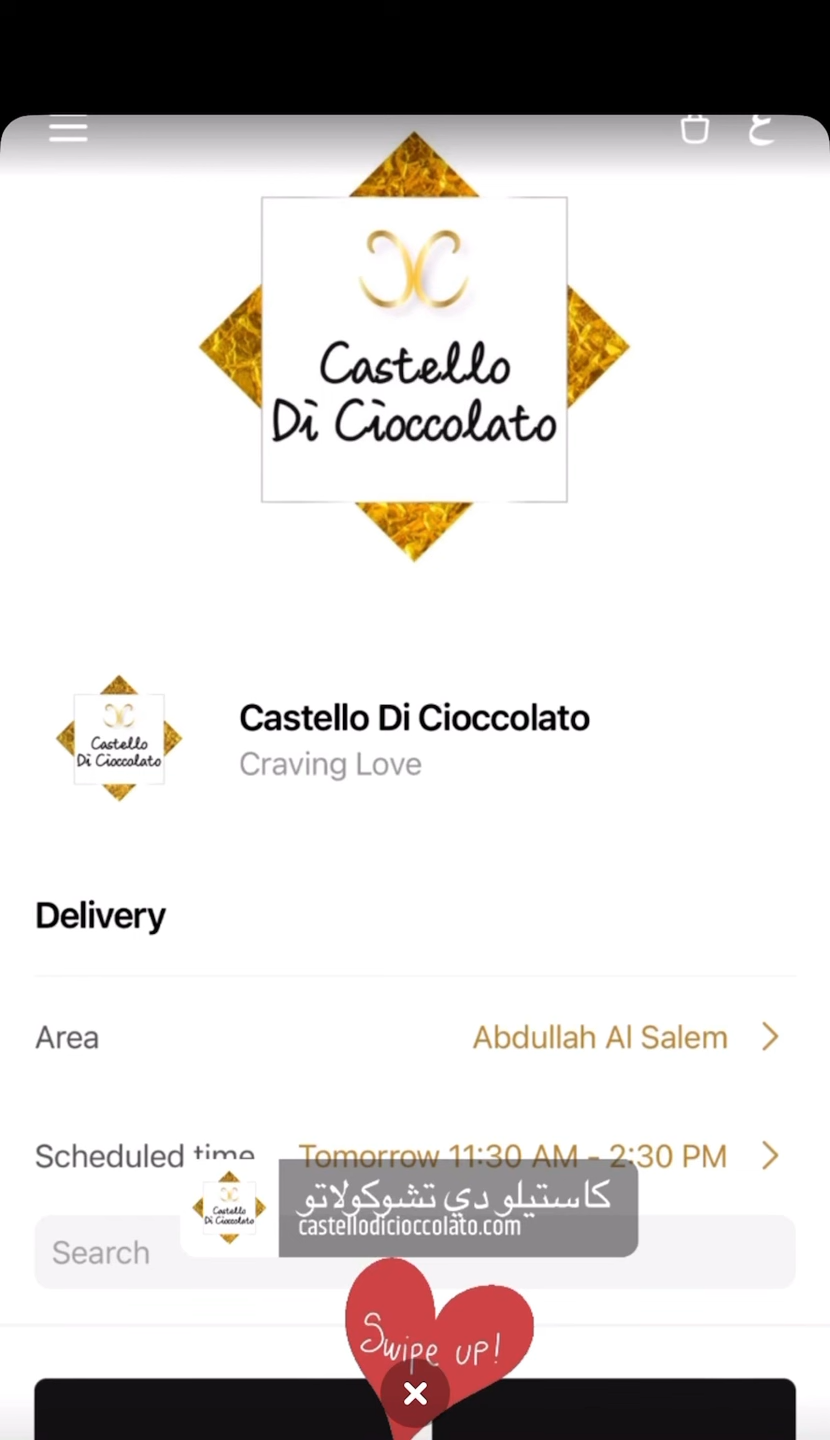 ع
Castello
Di Cioccolato
Castello
Di Cioccolato
Castello Di Cioccolato
Craving Love
Delivery
Area
Abdullah Al Salem
Scheduled time
Tomorrow 11:30 AM - 2:30 PM
Castello
Di Cioccolato
كاستيلو دي تشوكولاتو
castellodicioccolato.com
Search
Swipe up!